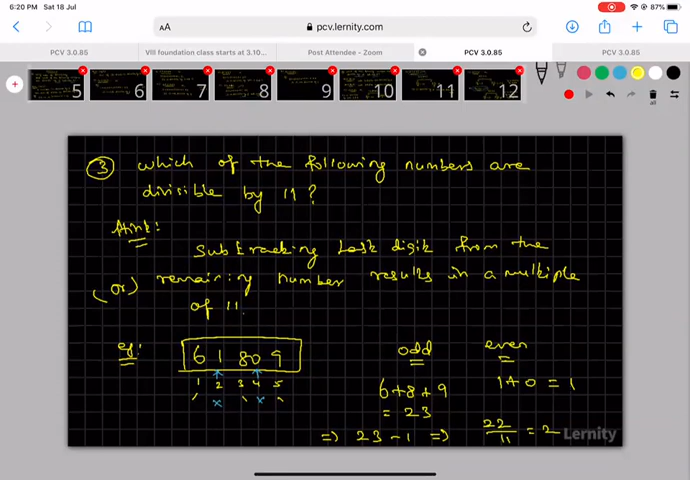 6:20 PM Sat 18 Jul
87%
AA
pcv.lernity.com
PCV 3.0.85
VIII foundation class starts at 3.10...
Post Attendee - Zoom
PCV 3.0.85
PCV 3.0.85
5
6
7
8
9
10
11
12
all
3 which of the following numbers are
divisible by 11?
Hint:
Subtracking Last digit from the
(or) remaining number results in a multiple
of 11.
eg:
6 1 8 0 9
1 2 3 4 5
x x
odd
6+8+9
= 23
=> 23 - 1 =>
even
1+0 = 1
22/11 = 2
Lernity